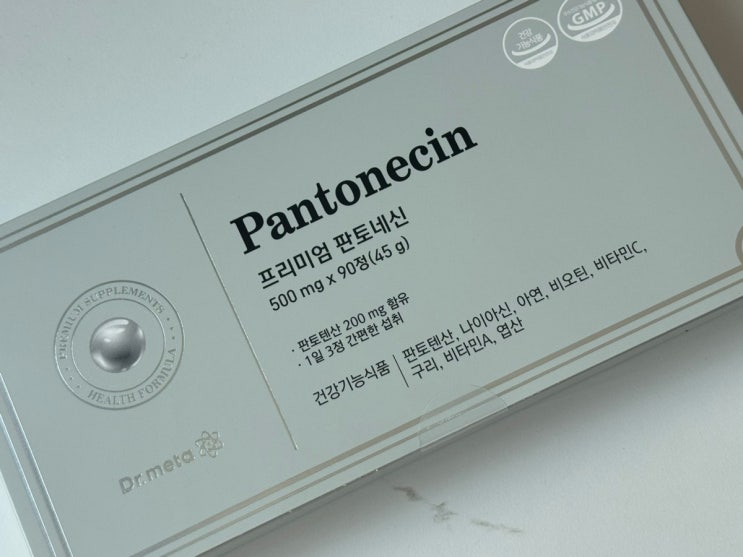 건강
기능식품
GMP
Pantonecin
프리미엄 판토네신
500 mg x 90정(45 g)
· 판토텐산 200 mg 함유
· 1일 3정 간편한 섭취
건강기능식품
판토텐산, 나이아신, 아연, 비오틴, 비타민C,
구리, 비타민A, 엽산
PREMIUM SUPPLEMENTS
HEALTH FORMULA
Dr.meta